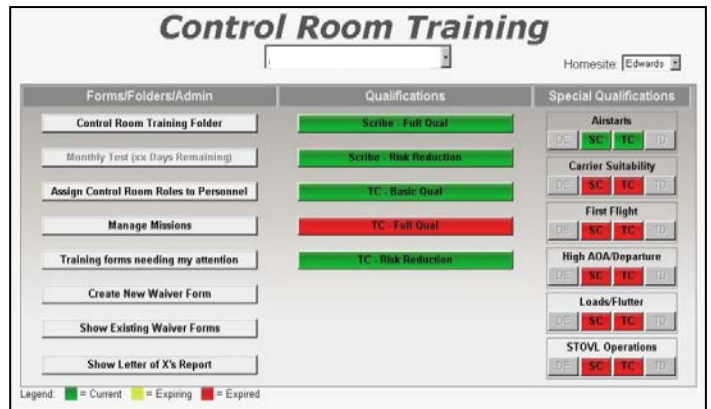 Control Room Training
Homesite: Edwards
Forms/Folders/Admin
Control Room Training Folder
Monthly Test (xx Days Remaining)
Assign Control Room Roles to Personnel
Manage Missions
Training forms needing my attention
Create New Waiver Form
Show Existing Waiver Forms
Show Letter of X's Report
Qualifications
Scribe - Full Qual
Scribe - Risk Reduction
TC - Basic Qual
TC - Full Qual
TC - Risk Reduction
Special Qualifications
Airstarts
DE SC TC TD
Carrier Suitability
DE SC TC TD
First Flight
DE SC TC TD
High AOA/Departure
DE SC TC TD
Loads/Flutter
DE SC TC TD
STOVL Operations
DE SC TC TD
Legend: = Current = Expiring = Expired